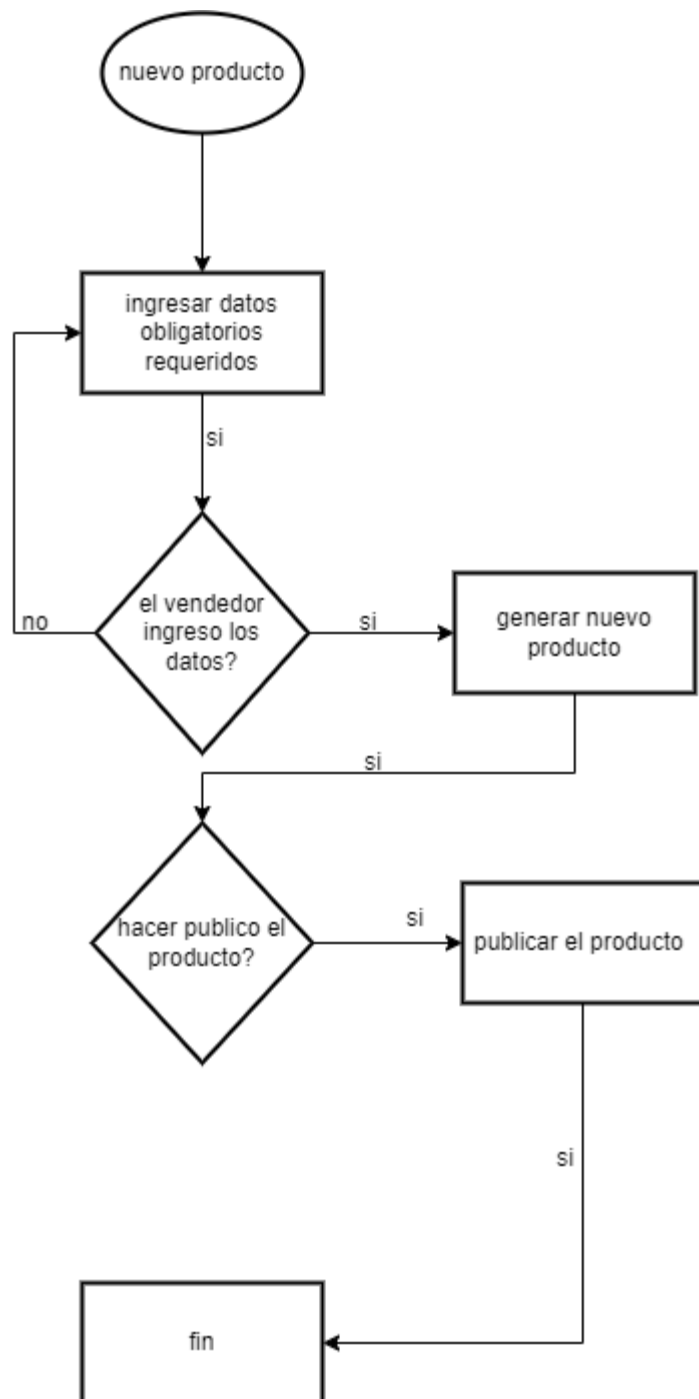 nuevo producto
ingresar datos
obligatorios
requeridos
si
el vendedor
ingreso los
datos?
no
si
generar nuevo
producto
si
hacer publico el
producto?
si
publicar el producto
si
fin